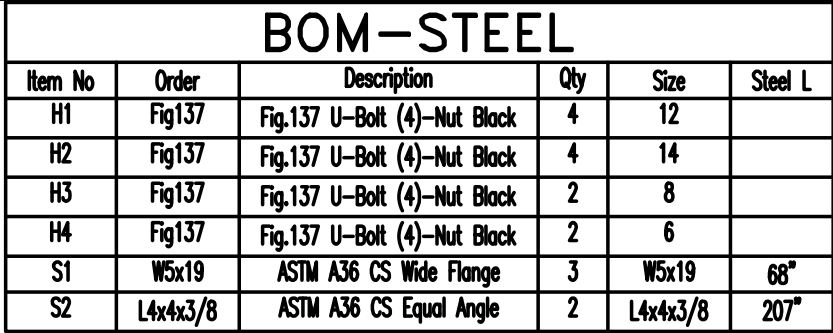 BOM-STEEL
Item No Order Description Qty Size Steel L
H1 Fig137 Fig.137 U-Bolt (4)-Nut Black 4 12
H2 Fig137 Fig.137 U-Bolt (4)-Nut Black 4 14
H3 Fig137 Fig.137 U-Bolt (4)-Nut Black 2 8
H4 Fig137 Fig.137 U-Bolt (4)-Nut Black 2 6
S1 W5x19 ASTM A36 CS Wide Flange 3 W5x19 68"
S2 L4x4x3/8 ASTM A36 CS Equal Angle 2 L4x4x3/8 207"